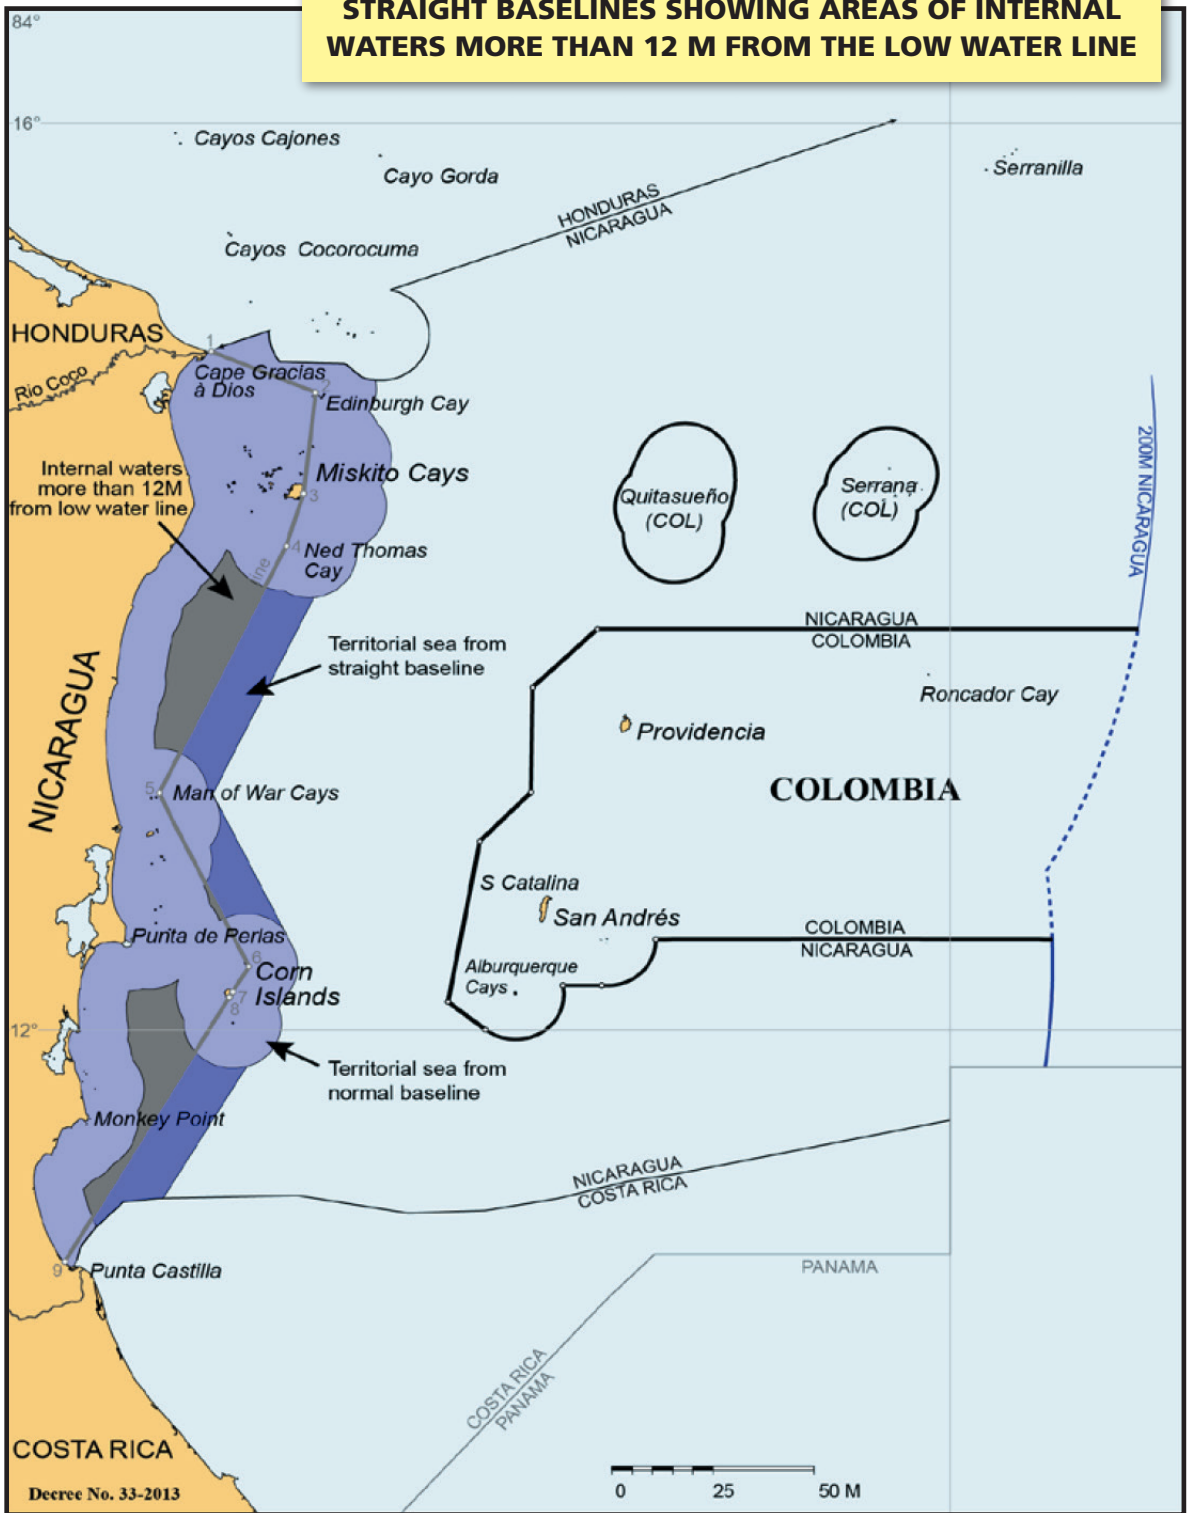 STRAIGHT BASELINES SHOWING AREAS OF INTERNAL
WATERS MORE THAN 12 M FROM THE LOW WATER LINE
84°
16°
Cayos Cajones
Cayo Gorda
Serranilla
HONDURAS
NICARAGUA
Cayos Cocorocuma
HONDURAS
1
Rio Coco
Cape Gracias
à Dios
2
Edinburgh Cay
200M NICARAGUA
Internal waters
more than 12M
from low water line
Miskito Cays
3
Quitasueño
(COL)
Serrana
(COL)
4
Ned Thomas
Cay
NICARAGUA
COLOMBIA
Territorial sea from
straight baseline
Roncador Cay
NICARAGUA
Providencia
5
Man of War Cays
COLOMBIA
S Catalina
San Andrés
Punta de Perlas
COLOMBIA
NICARAGUA
6
Corn
Islands
7
8
Alburquerque
Cays
12°
Territorial sea from
normal baseline
Monkey Point
NICARAGUA
COSTA RICA
9
Punta Castilla
PANAMA
COSTA RICA
PANAMA
COSTA RICA
Decree No. 33-2013
0
25
50 M